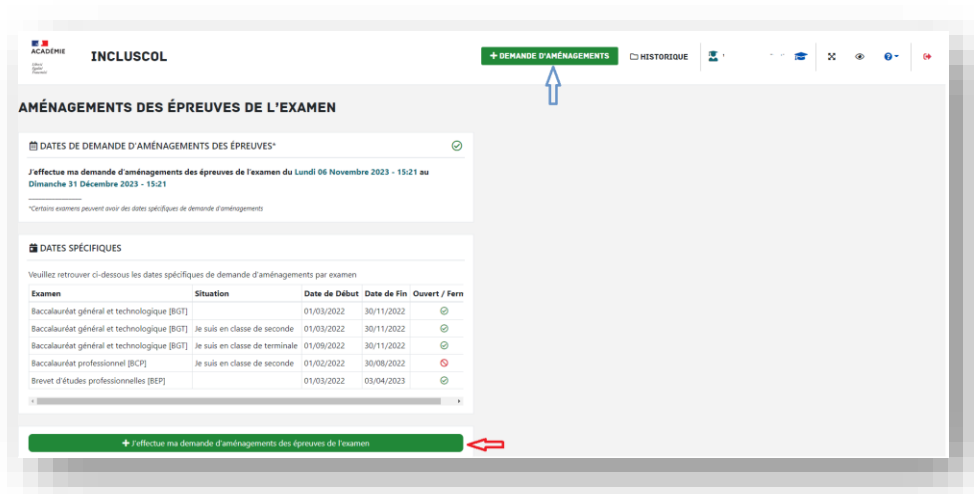 ACADÉMIE
INCLUSCOL
+ DEMANDE D'AMÉNAGEMENTS
HISTORIQUE
AMÉNAGEMENTS DES ÉPREUVES DE L'EXAMEN
DATES DE DEMANDE D'AMÉNAGEMENTS DES ÉPREUVES*
J'effectue ma demande d'aménagements des épreuves de l'examen du Lundi 06 Novembre 2023 - 15:21 au
Dimanche 31 Décembre 2023 - 15:21
*Certains examens peuvent avoir des dates spécifiques de demande d'aménagements
DATES SPÉCIFIQUES
Veuillez retrouver ci-dessous les dates spécifiques de demande d'aménagements par examen
Examen Situation Date de Début Date de Fin Ouvert / Ferm
Baccalauréat général et technologique [BGT] 01/03/2022 30/11/2022
Baccalauréat général et technologique [BGT] Je suis en classe de seconde 01/03/2022 30/11/2022
Baccalauréat général et technologique [BGT] Je suis en classe de terminale 01/09/2022 30/11/2022
Baccalauréat professionnel [BCP] Je suis en classe de seconde 01/02/2022 30/08/2022
Brevet d'études professionnelles [BEP] 01/03/2022 03/04/2023
+ J'effectue ma demande d'aménagements des épreuves de l'examen